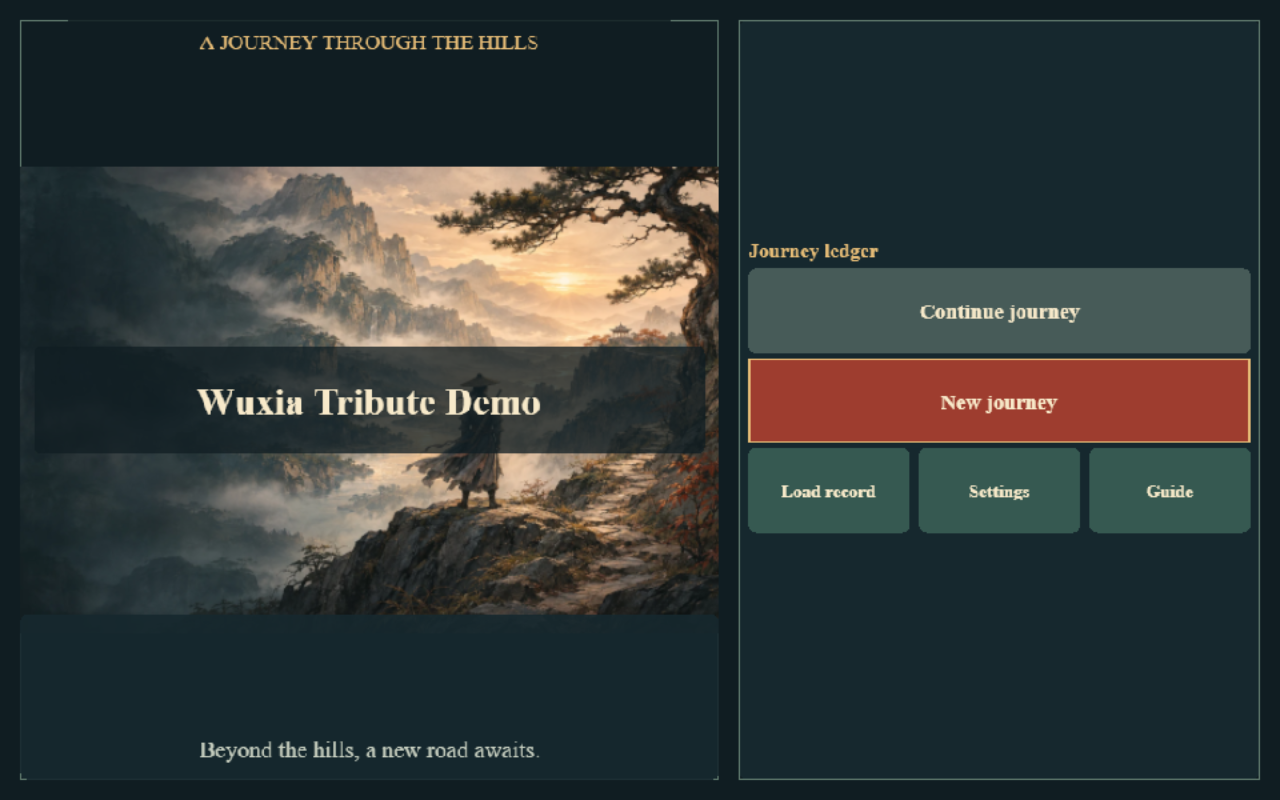 A JOURNEY THROUGH THE HILLS
Wuxia Tribute Demo
Beyond the hills, a new road awaits.
Journey ledger
Continue journey
New journey
Load record
Settings
Guide